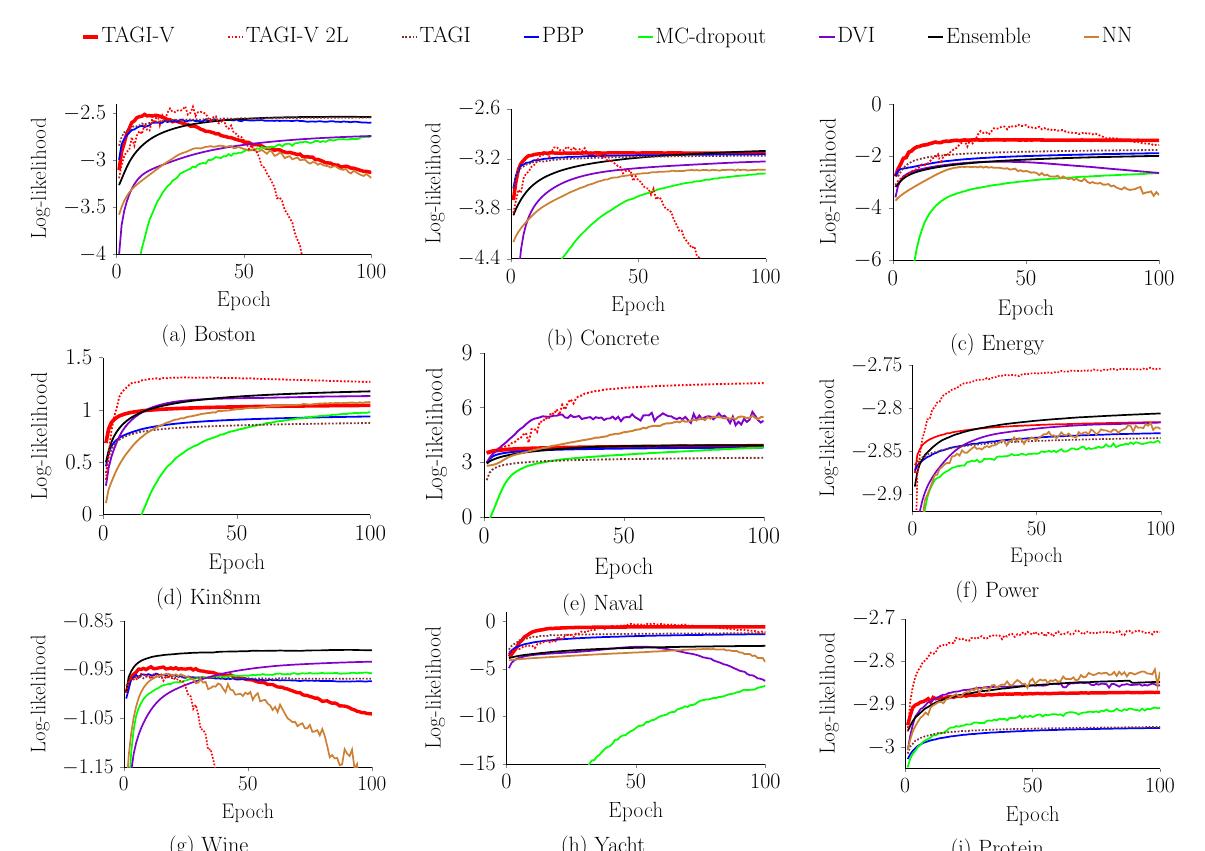 TAGI-V TAGI-V 2L TAGI PBP MC-dropout DVI Ensemble NN
Log-likelihood
−2.5
−3
−3.5
−4
0 50 100
Epoch
(a) Boston
Log-likelihood
−2.6
−3.2
−3.8
−4.4
0 50 100
Epoch
(b) Concrete
Log-likelihood
0
−2
−4
−6
0 50 100
Epoch
(c) Energy
Log-likelihood
1.5
1
0.5
0
0 50 100
Epoch
(d) Kin8nm
Log-likelihood
9
6
3
0
0 50 100
Epoch
(e) Naval
Log-likelihood
−2.75
−2.8
−2.85
−2.9
0 50 100
Epoch
(f) Power
Log-likelihood
−0.85
−0.95
−1.05
−1.15
0 50 100
Epoch
(g) Wine
Log-likelihood
0
−5
−10
−15
0 50 100
Epoch
(h) Yacht
Log-likelihood
−2.7
−2.8
−2.9
−3
0 50 100
Epoch
(i) Protein